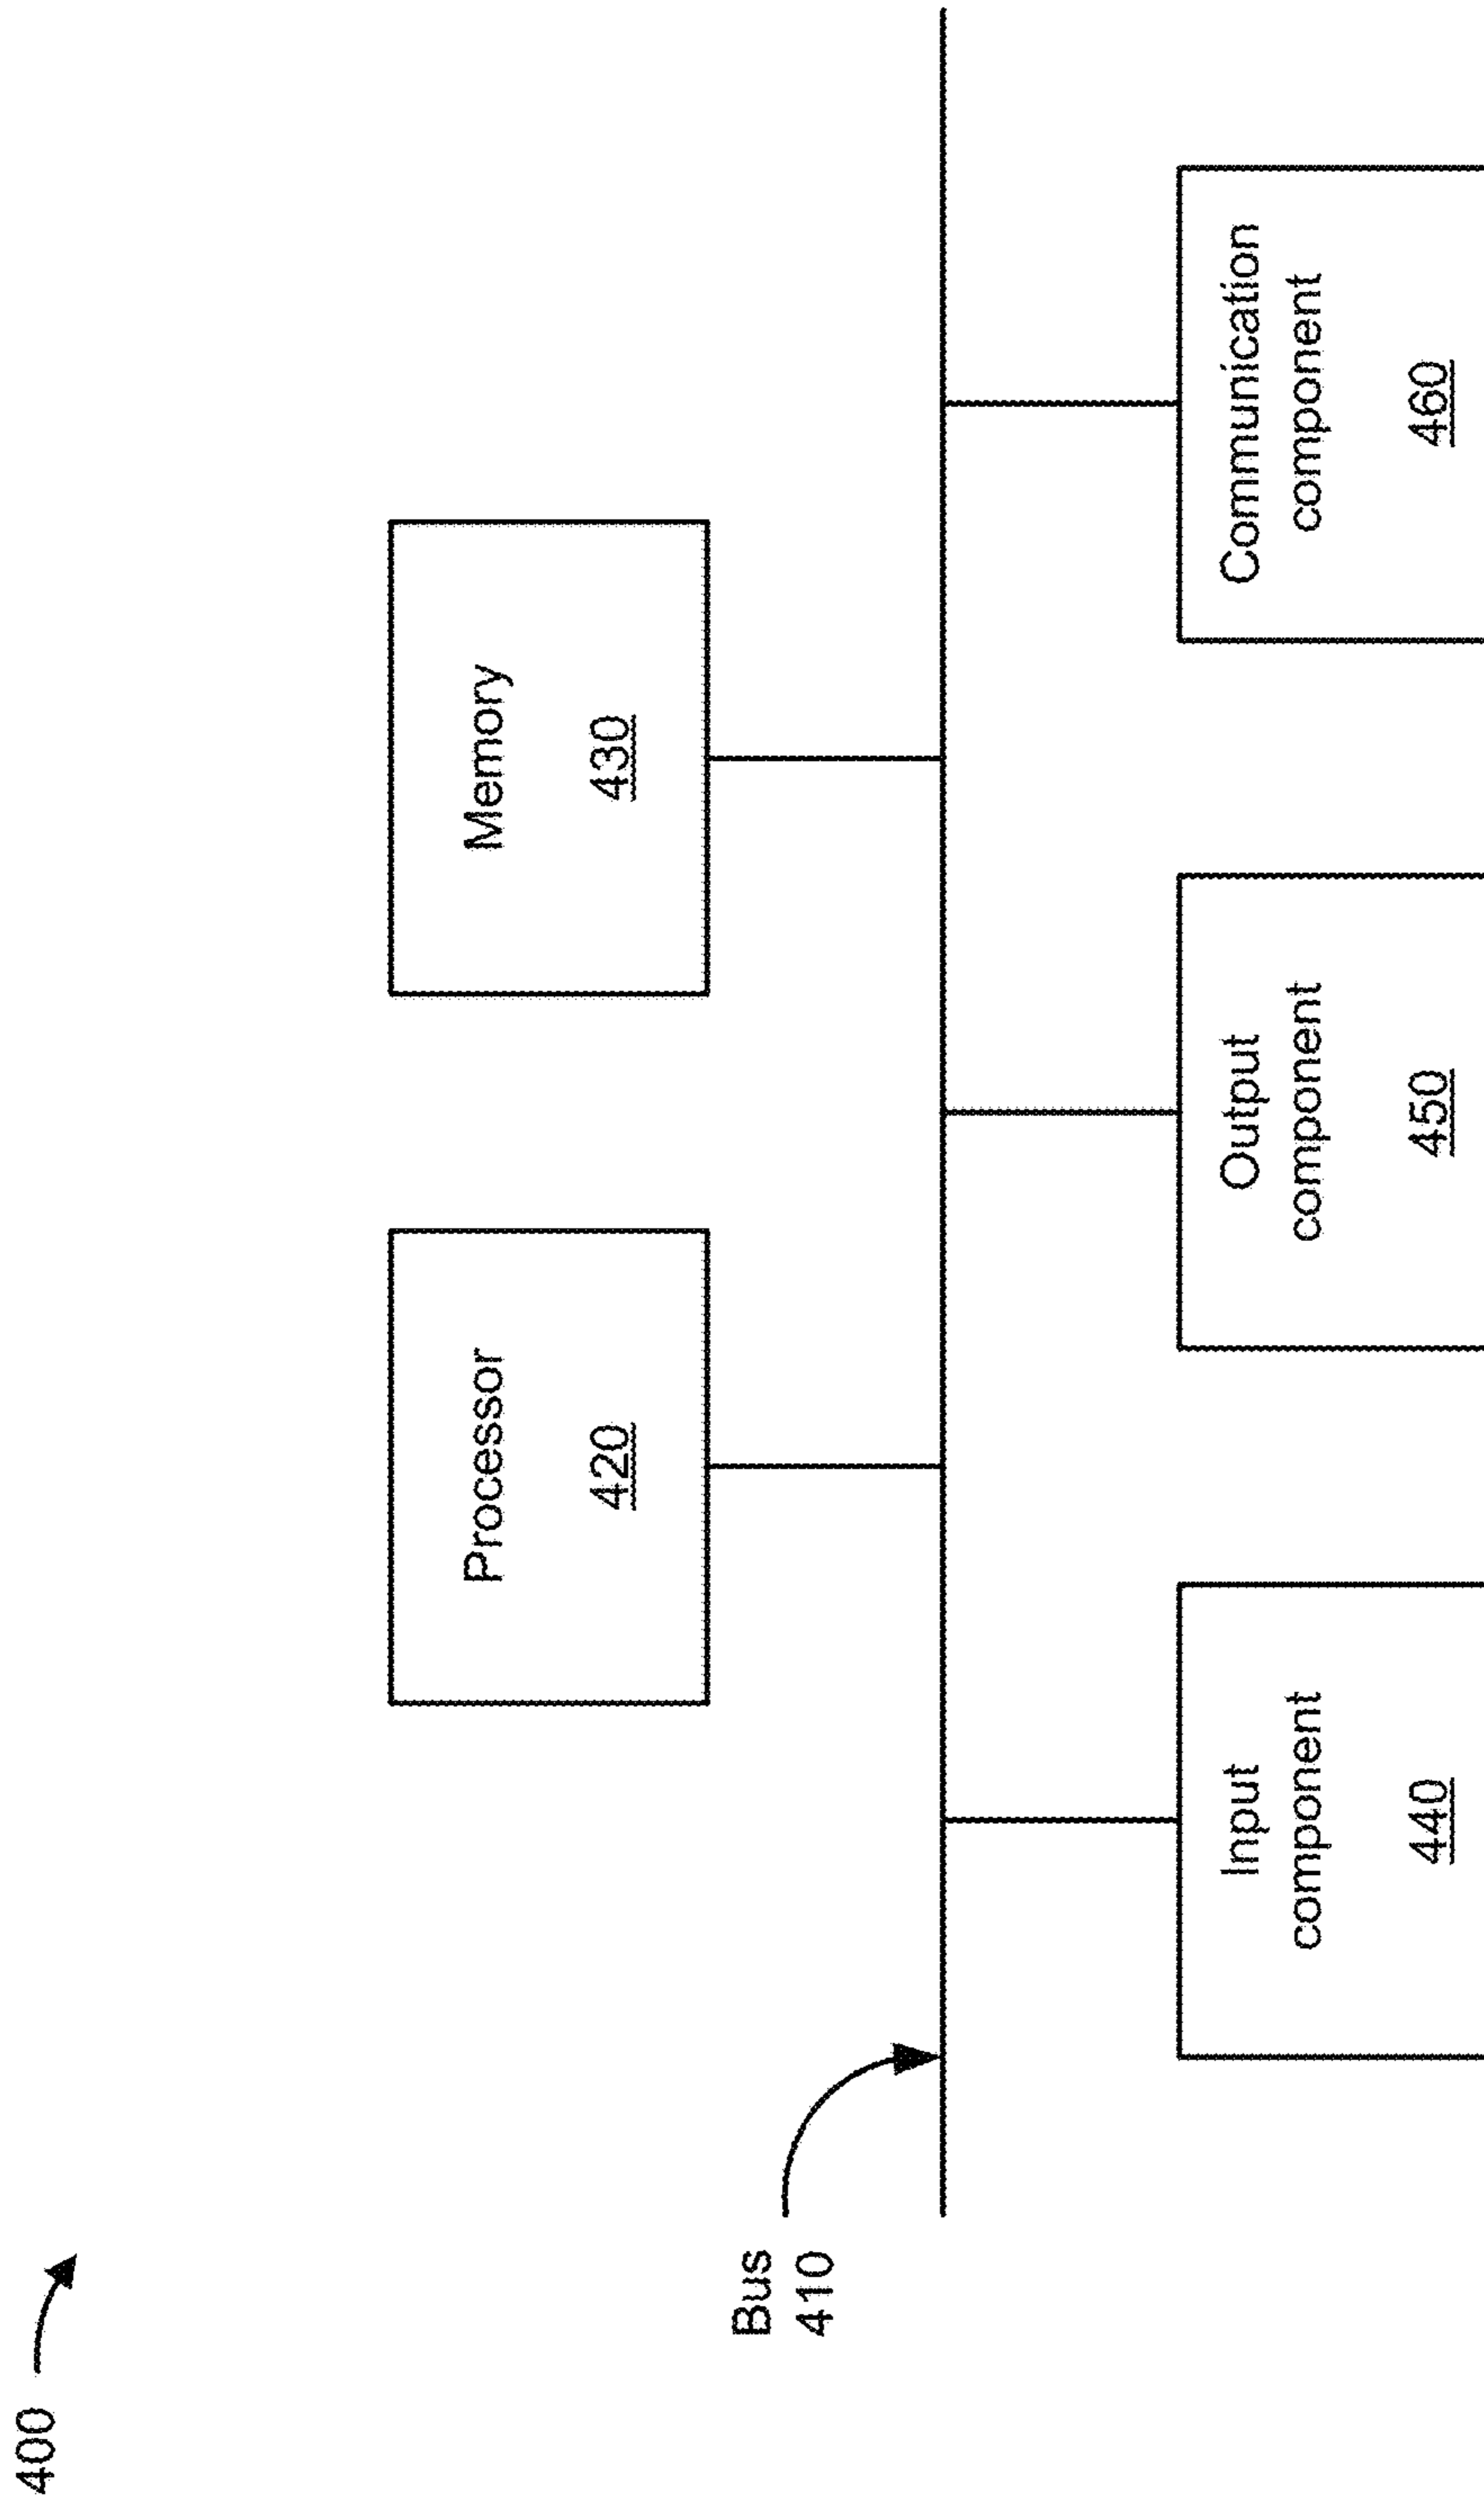 400
Processor
420
Memory
430
Bus
410
Input
component
440
Output
component
450
Communication
component
460